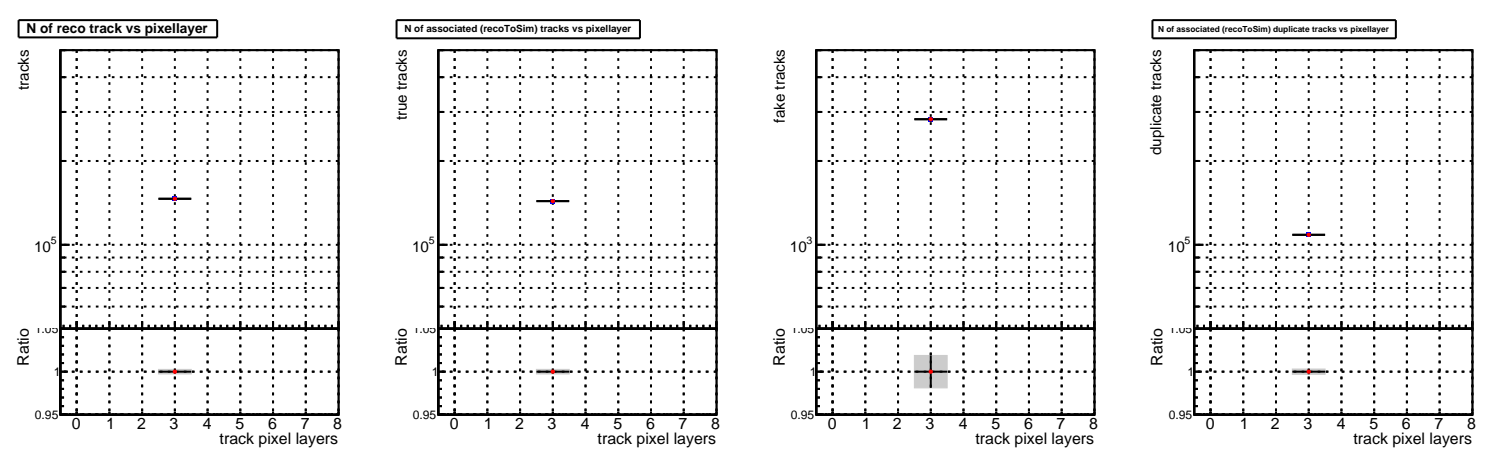 N of reco track vs pixellayer
tracks
10^5
1.05
Ratio
1
0.95
0 1 2 3 4 5 6 7 8
track pixel layers
N of associated (recoToSim) tracks vs pixellayer
true tracks
10^5
1.05
Ratio
1
0.95
0 1 2 3 4 5 6 7 8
track pixel layers
fake tracks
10^3
1.05
Ratio
1
0.95
0 1 2 3 4 5 6 7 8
track pixel layers
N of associated (recoToSim) duplicate tracks vs pixellayer
duplicate tracks
10^5
1.05
Ratio
1
0.95
0 1 2 3 4 5 6 7 8
track pixel layers